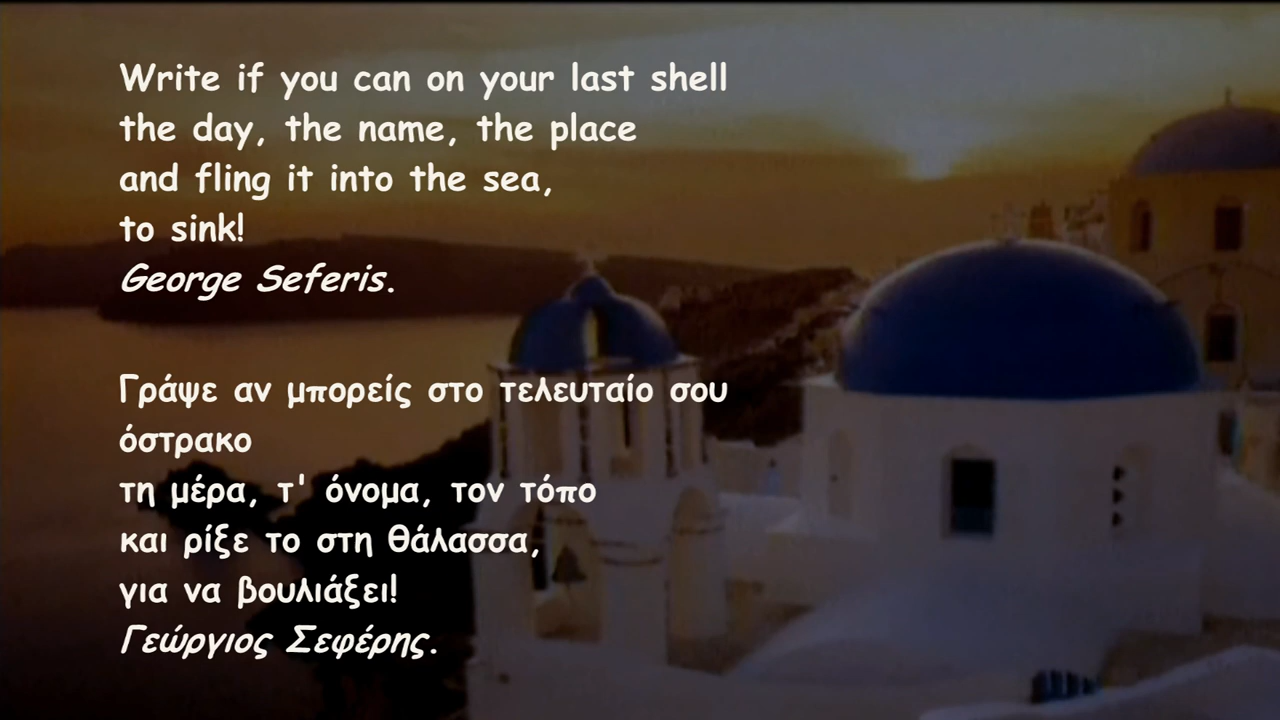 Write if you can on your last shell
the day, the name, the place
and fling it into the sea,
to sink!
George Seferis.
Γράψε αν μπορείς στο τελευταίο σου
όστρακο
τη μέρα, τ' όνομα, τον τόπο
και ρίξε το στη θάλασσα,
για να βουλιάξει!
Γεώργιος Σεφέρης.